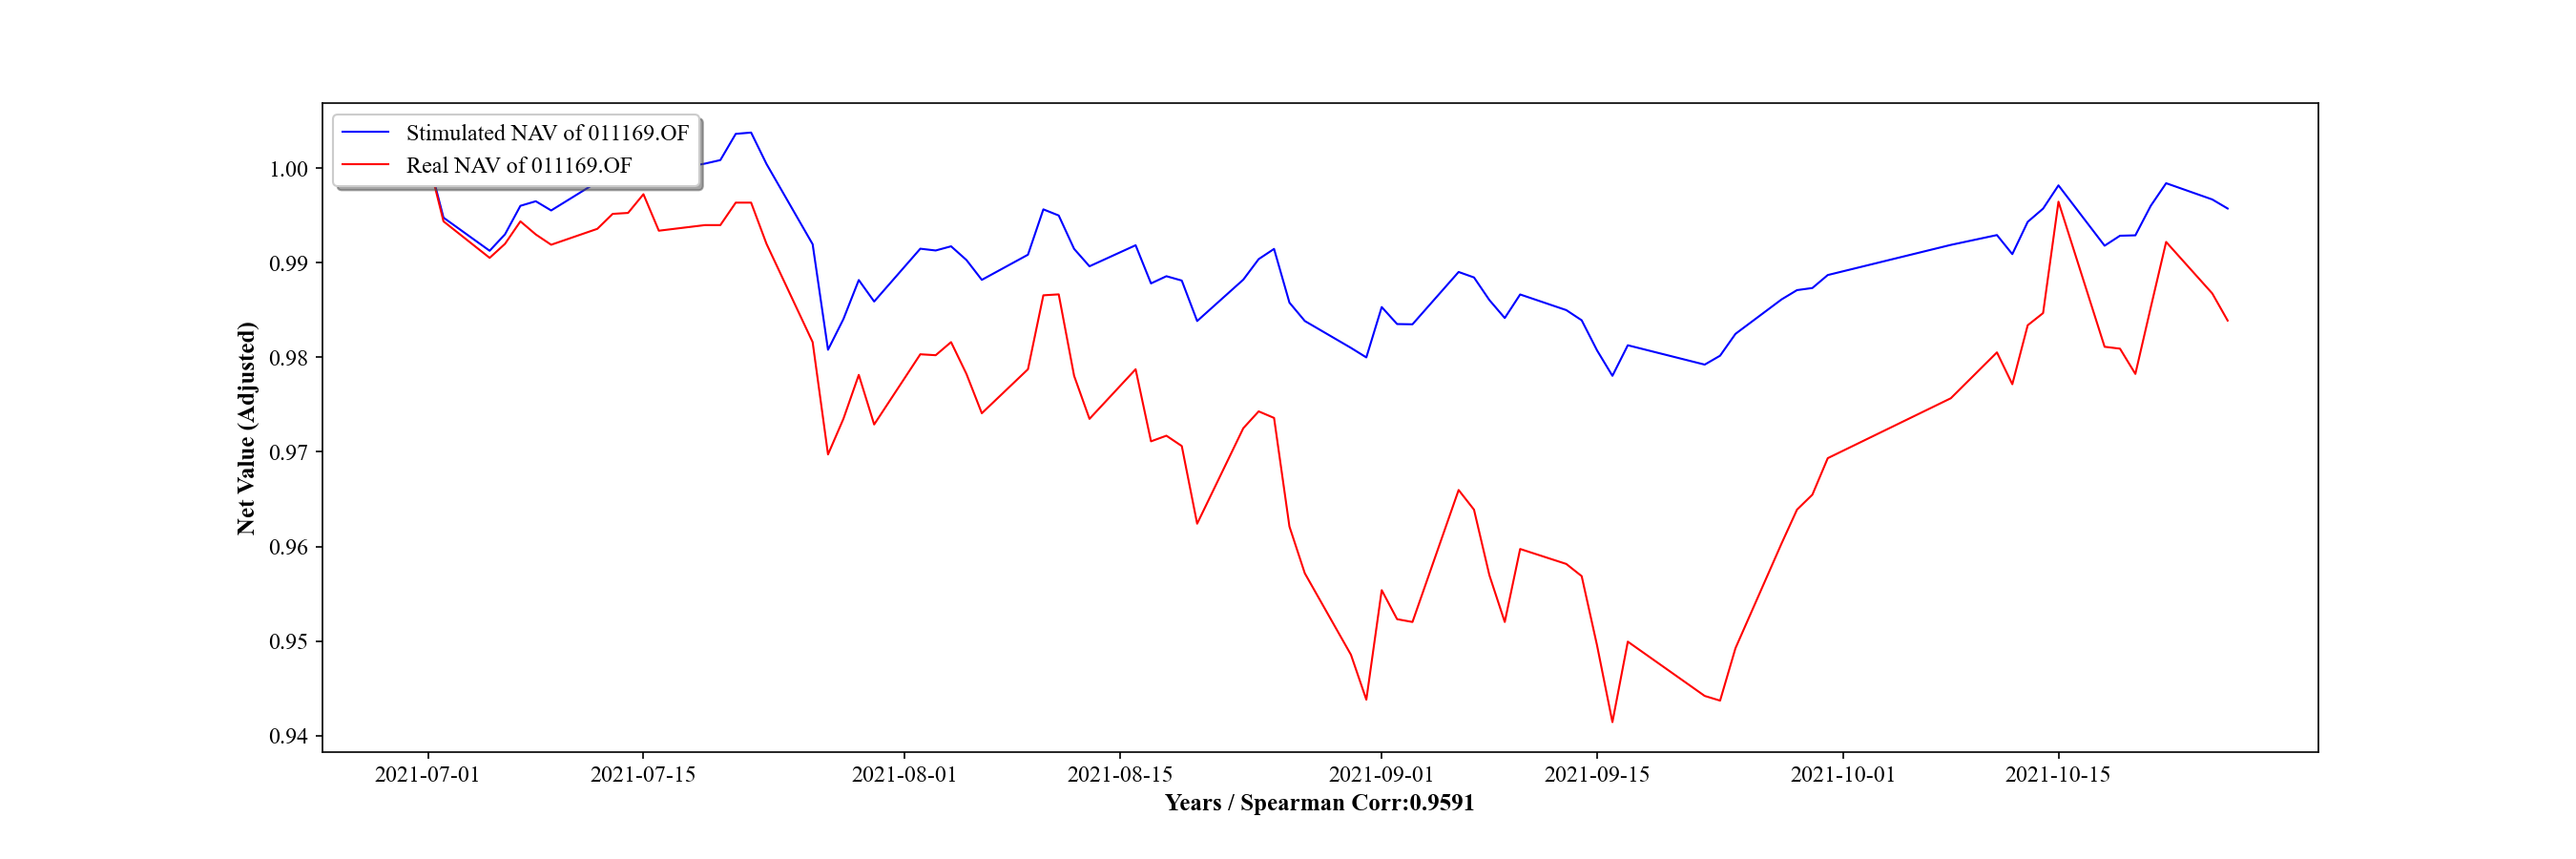 Stimulated NAV of 011169.OF
Real NAV of 011169.OF
Net Value (Adjusted)
1.00
0.99
0.98
0.97
0.96
0.95
0.94
2021-07-01 2021-07-15 2021-08-01 2021-08-15 2021-09-01 2021-09-15 2021-10-01 2021-10-15
Years / Spearman Corr:0.9591